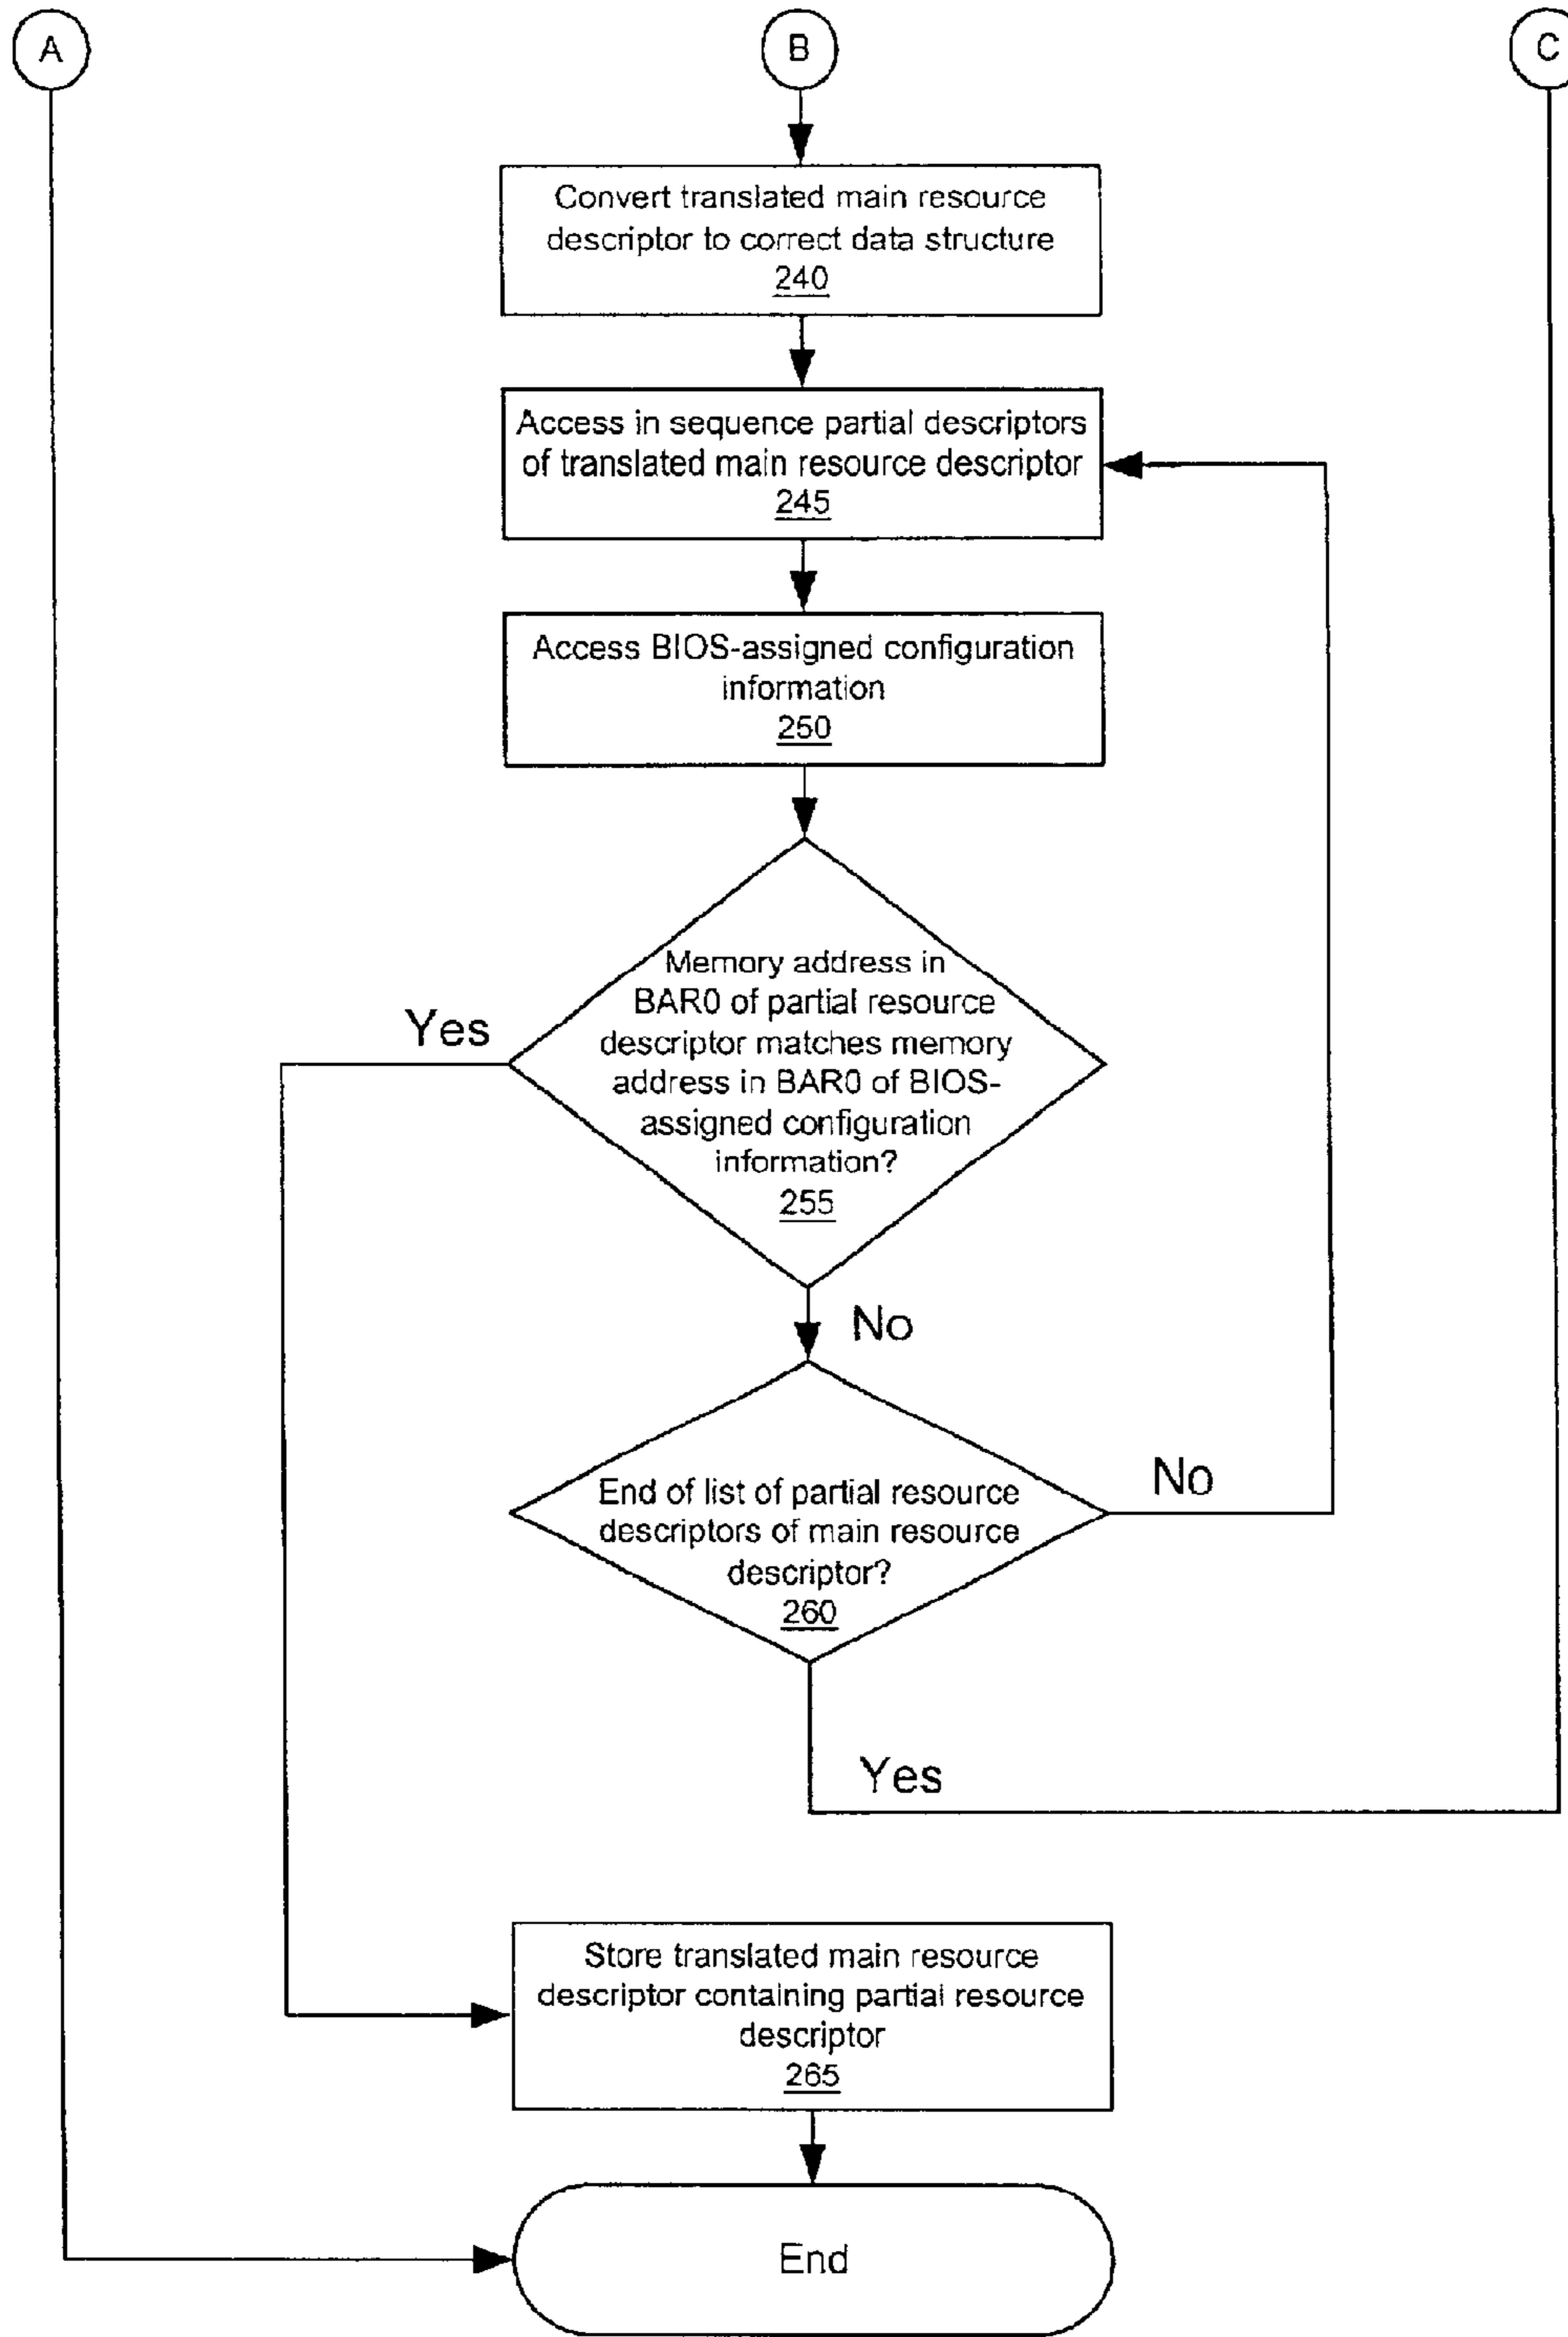 A
B
C
Convert translated main resource
descriptor to correct data structure
240
Access in sequence partial descriptors
of translated main resource descriptor
245
Access BIOS-assigned configuration
information
250
Memory address in
BAR0 of partial resource
descriptor matches memory
address in BAR0 of BIOS-
assigned configuration
information?
255
Yes
No
End of list of partial resource
descriptors of main resource
descriptor?
260
No
Yes
Store translated main resource
descriptor containing partial resource
descriptor
265
End